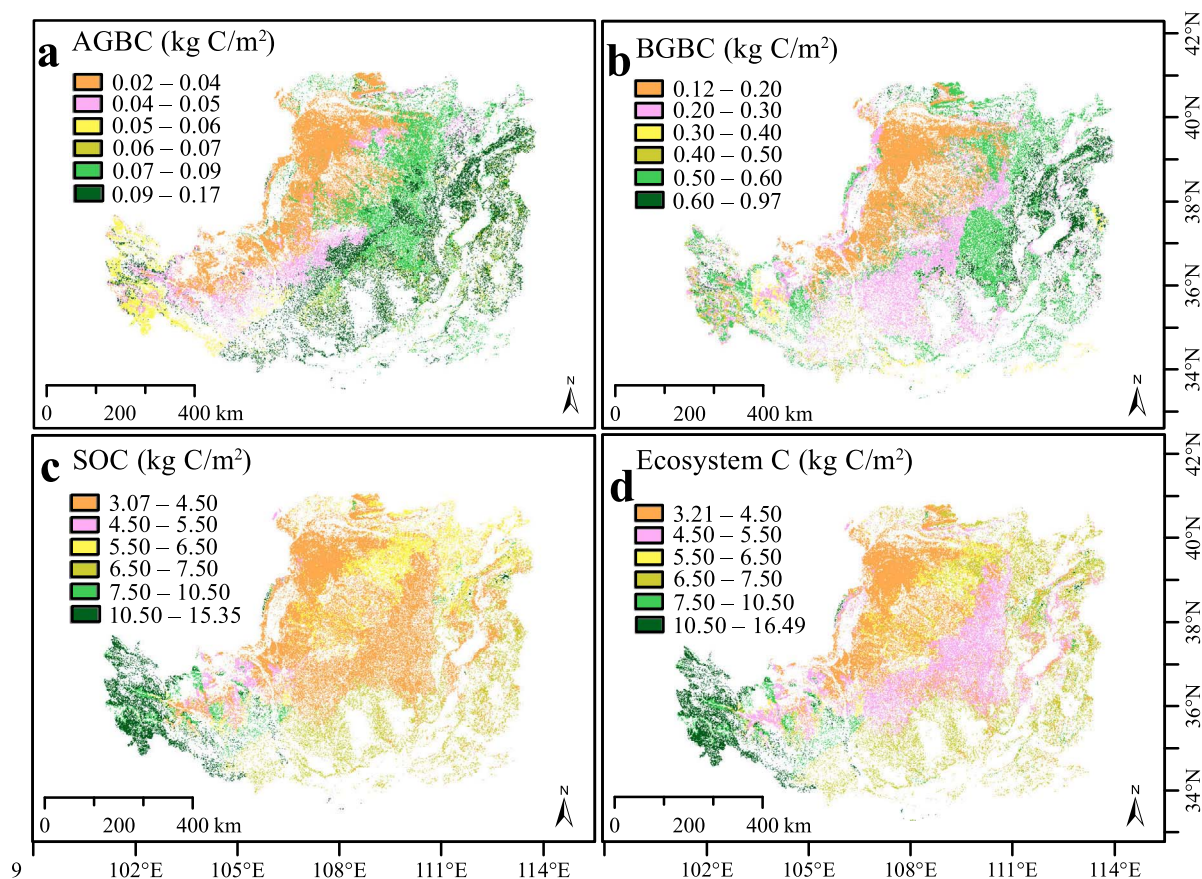 a AGBC (kg C/m²)
0.02 – 0.04
0.04 – 0.05
0.05 – 0.06
0.06 – 0.07
0.07 – 0.09
0.09 – 0.17
0 200 400 km
N
b BGBC (kg C/m²)
0.12 – 0.20
0.20 – 0.30
0.30 – 0.40
0.40 – 0.50
0.50 – 0.60
0.60 – 0.97
0 200 400 km
N
42°N
40°N
38°N
36°N
34°N
c SOC (kg C/m²)
3.07 – 4.50
4.50 – 5.50
5.50 – 6.50
6.50 – 7.50
7.50 – 10.50
10.50 – 15.35
0 200 400 km
N
d Ecosystem C (kg C/m²)
3.21 – 4.50
4.50 – 5.50
5.50 – 6.50
6.50 – 7.50
7.50 – 10.50
10.50 – 16.49
0 200 400 km
N
42°N
40°N
38°N
36°N
34°N
9 102°E 105°E 108°E 111°E 114°E 102°E 105°E 108°E 111°E 114°E